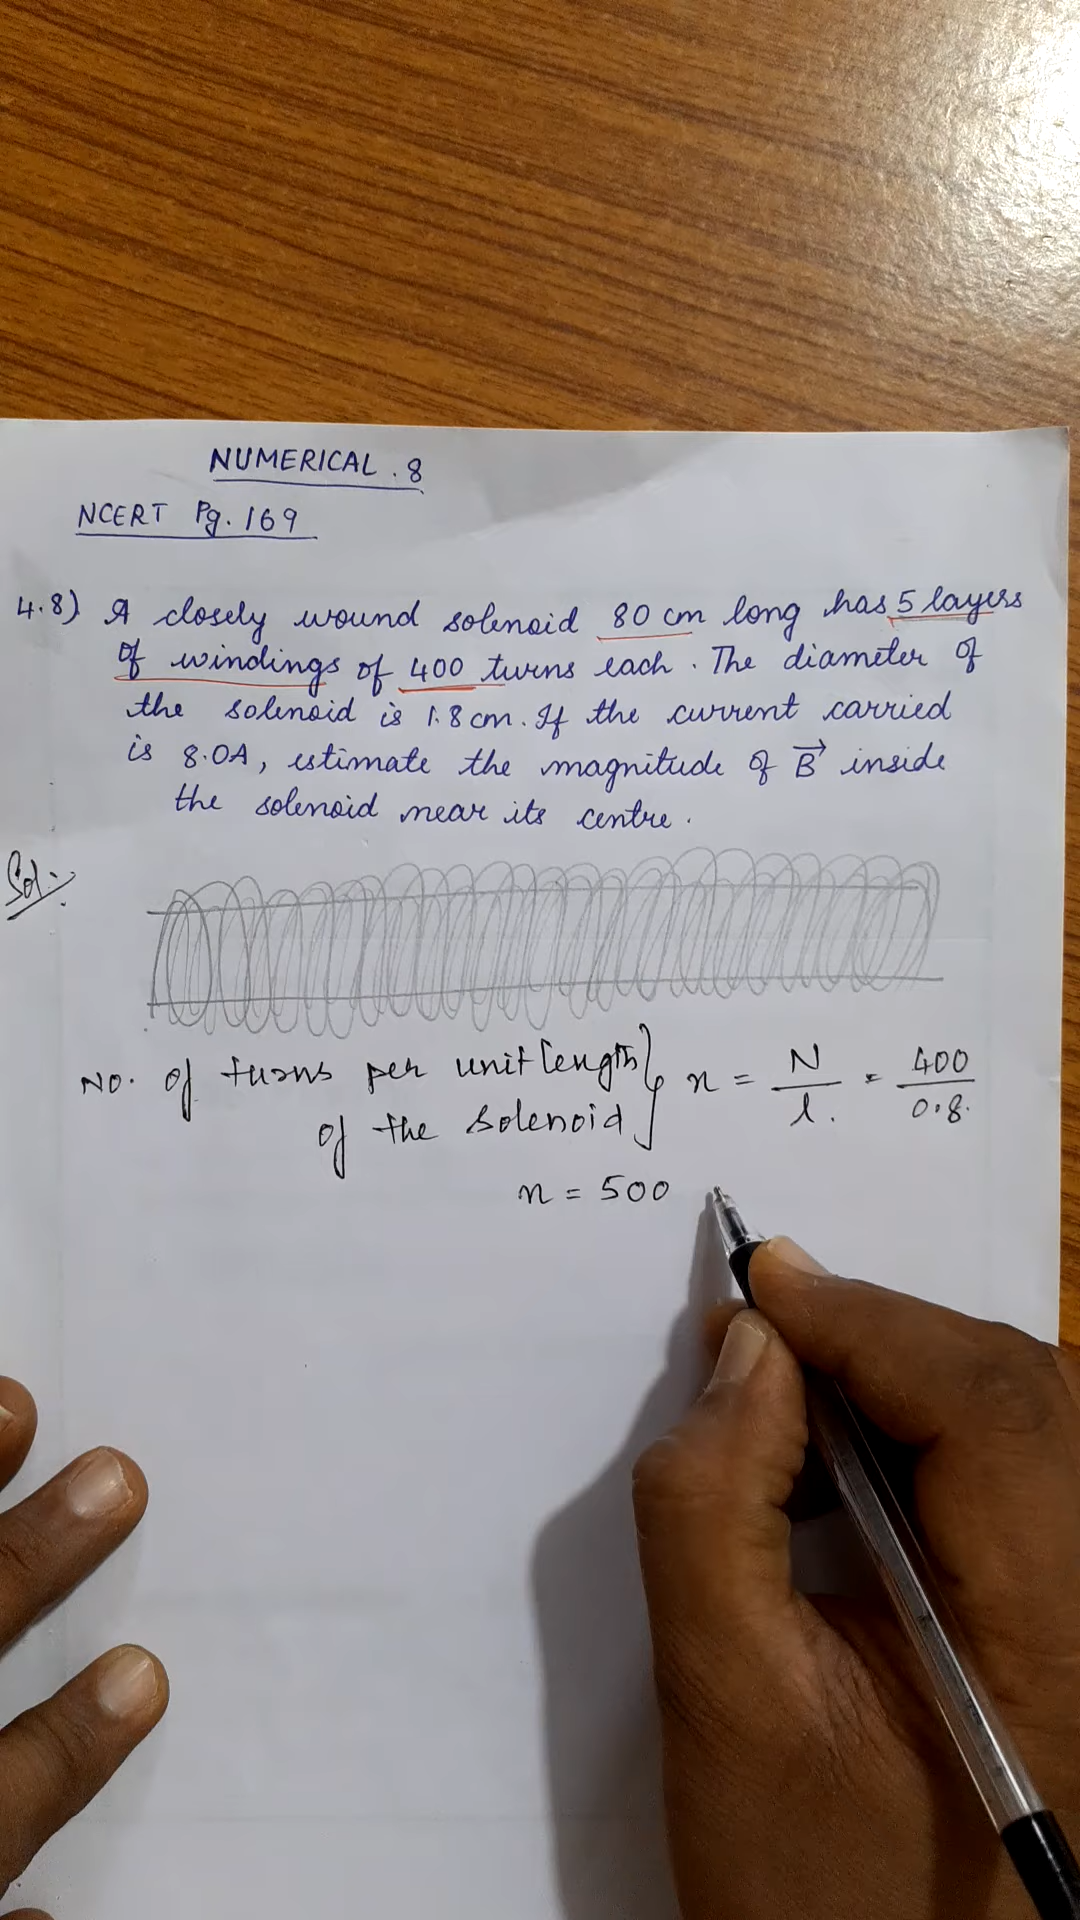 NUMERICAL . 8
NCERT Pg. 169
4.8) A closely wound solenoid 80 cm long has 5 layers
of windings of 400 turns each. The diameter of
the solenoid is 1.8 cm. If the current carried
is 8.0A, estimate the magnitude of B⃗ inside
the solenoid near its centre.
Sol:-
No. of turns per unit length } n = N/l. = 400/0.8.
of the solenoid
n = 500